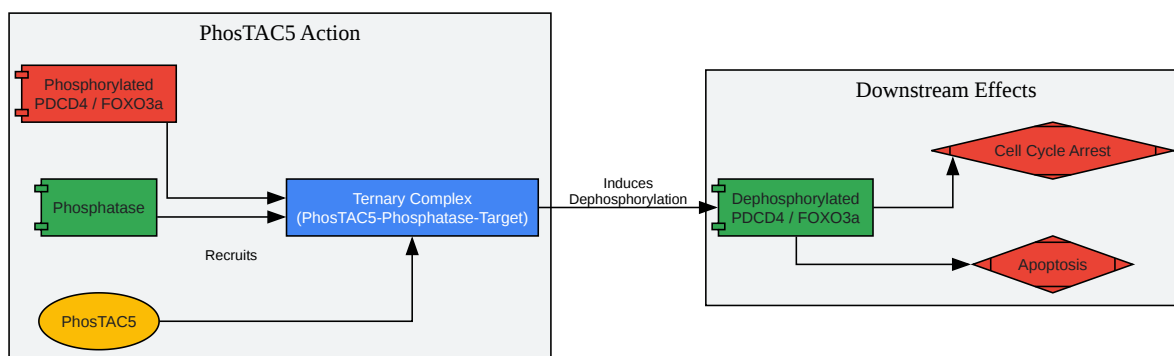 PhosTAC5 Action
Phosphorylated
PDCD4 / FOXO3a
Phosphatase
Recruits
PhosTAC5
Ternary Complex
(PhosTAC5-Phosphatase-Target)
Induces
Dephosphorylation
Downstream Effects
Dephosphorylated
PDCD4 / FOXO3a
Cell Cycle Arrest
Apoptosis